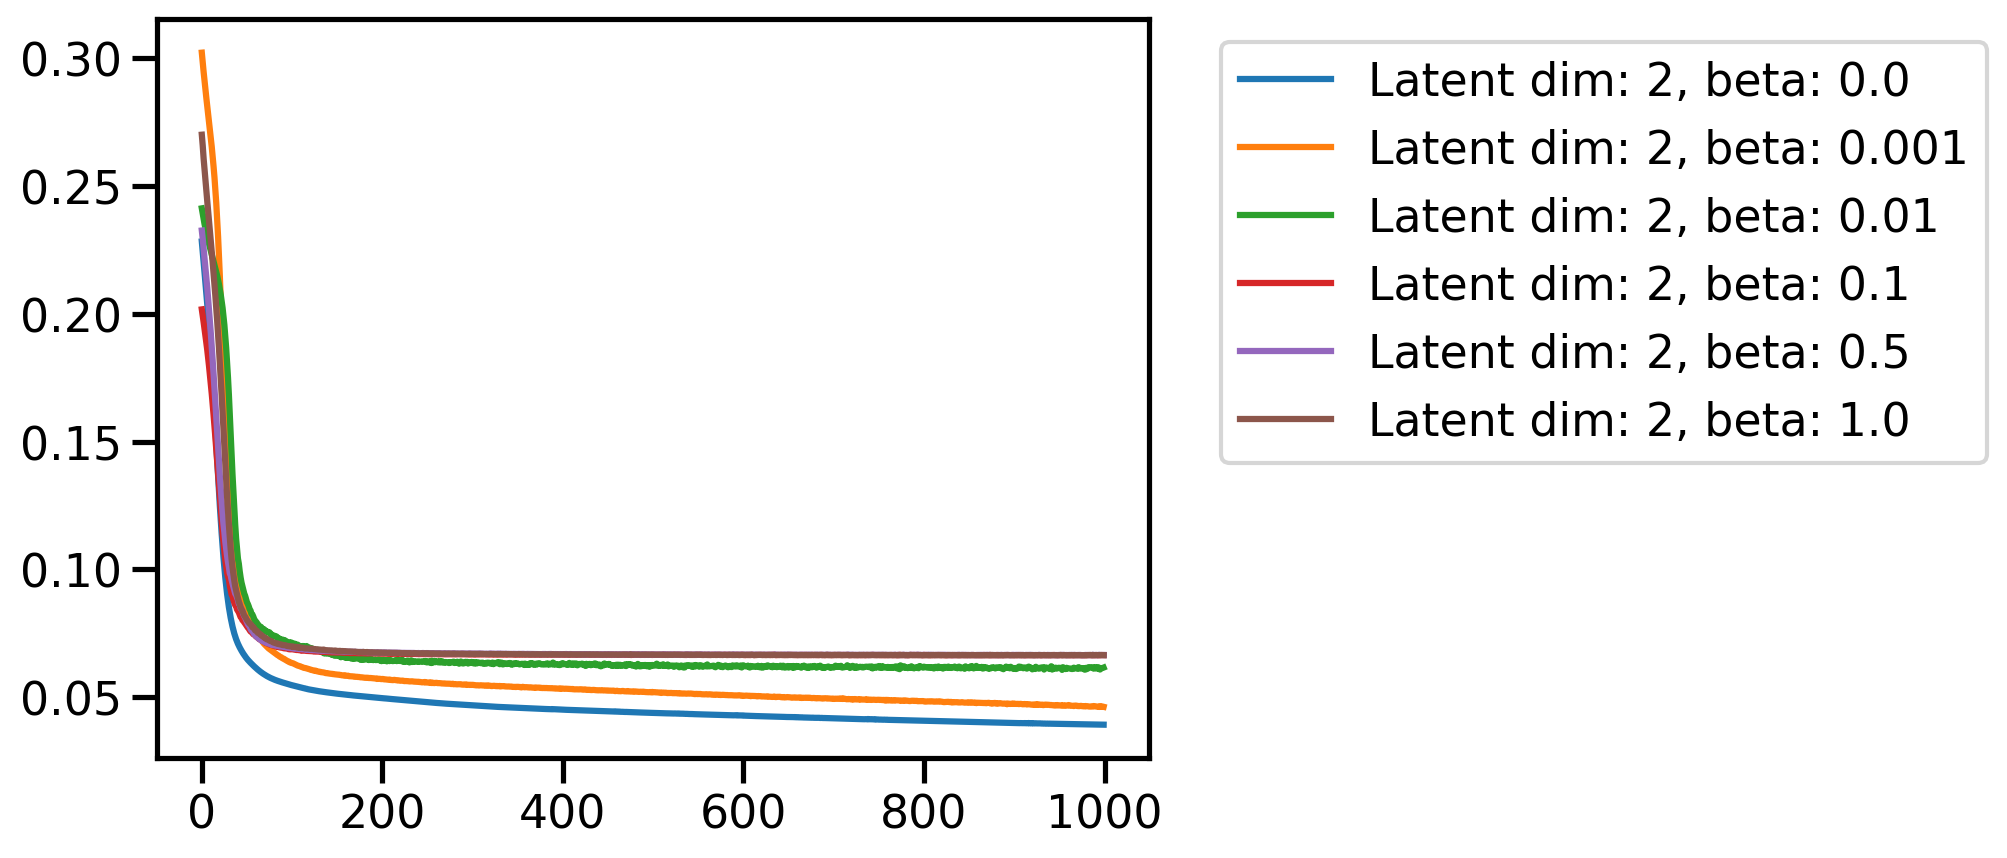 0.30
0.25
0.20
0.15
0.10
0.05
0
200
400
600
800
1000
Latent dim: 2, beta: 0.0
Latent dim: 2, beta: 0.001
Latent dim: 2, beta: 0.01
Latent dim: 2, beta: 0.1
Latent dim: 2, beta: 0.5
Latent dim: 2, beta: 1.0